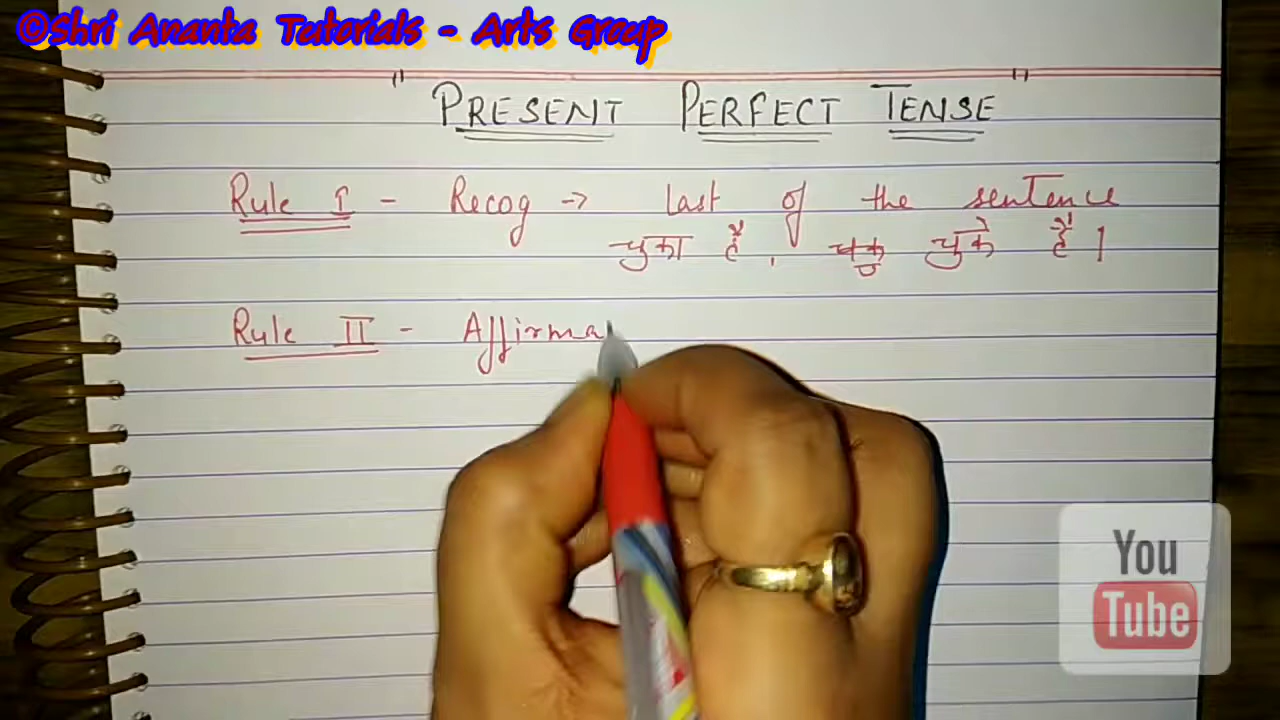 ©Shri Ananta Tutorials - Arts Group
"PRESENT PERFECT TENSE"
Rule I - Recog → Last of the sentence
चुका हैं, चुके हैं।
Rule II - Affirma
You
Tube